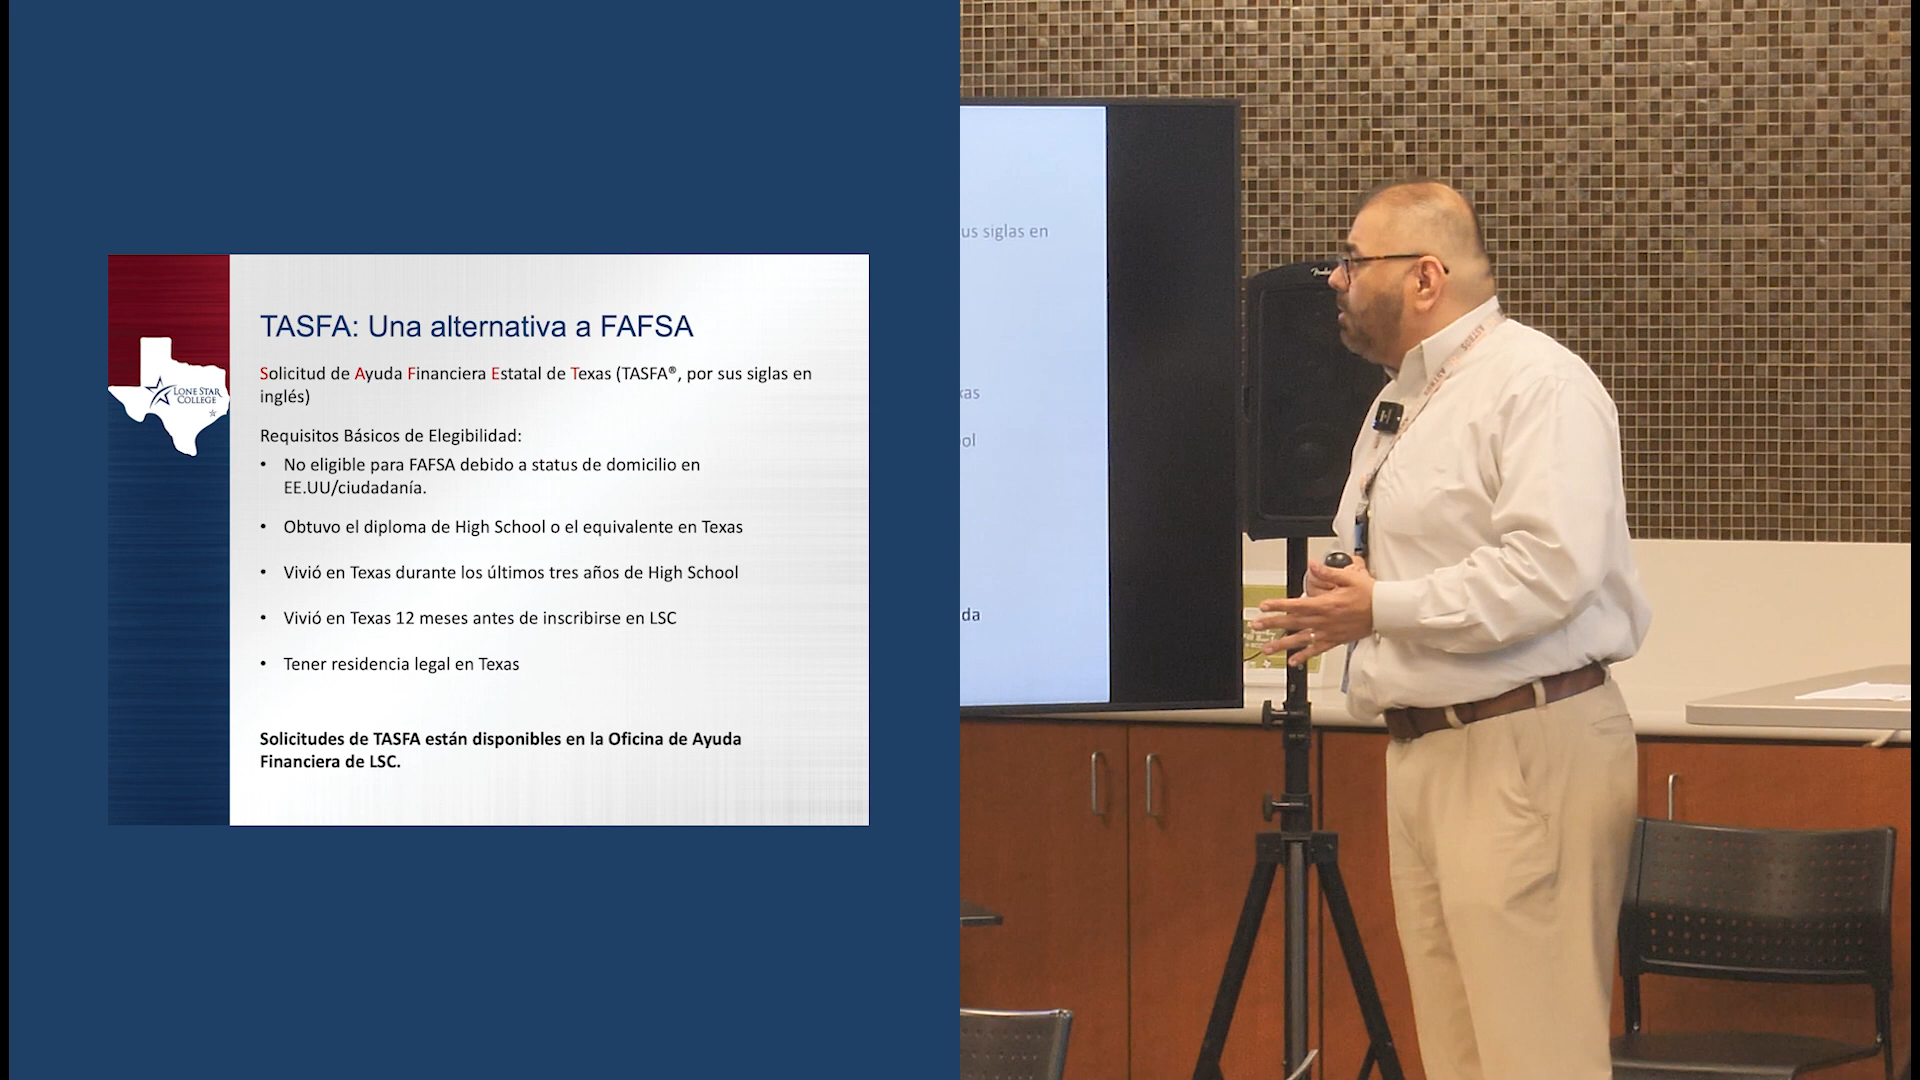 TASFA: Una alternativa a FAFSA
Solicitud de Ayuda Financiera Estatal de Texas (TASFA®, por sus siglas en
inglés)
Requisitos Básicos de Elegibilidad:
• No eligible para FAFSA debido a status de domicilio en
EE.UU/ciudadanía.
• Obtuvo el diploma de High School o el equivalente en Texas
• Vivió en Texas durante los últimos tres años de High School
• Vivió en Texas 12 meses antes de inscribirse en LSC
• Tener residencia legal en Texas
Solicitudes de TASFA están disponibles en la Oficina de Ayuda
Financiera de LSC.
LONE STAR
COLLEGE
us siglas en
xas
ol
da
Fender
ASTROS